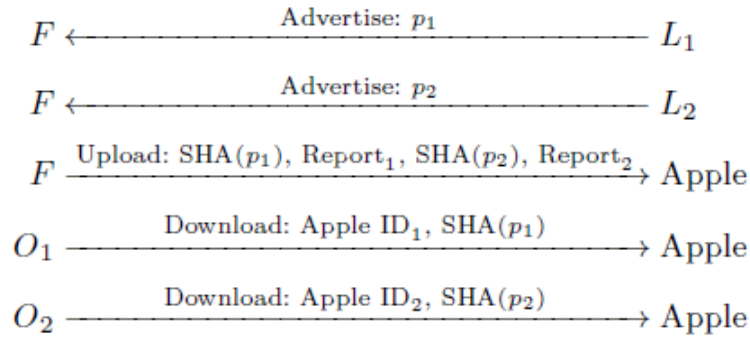 F Advertise: p₁ L₁
F Advertise: p₂ L₂
F Upload: SHA(p₁), Report₁, SHA(p₂), Report₂ Apple
O₁ Download: Apple ID₁, SHA(p₁) Apple
O₂ Download: Apple ID₂, SHA(p₂) Apple